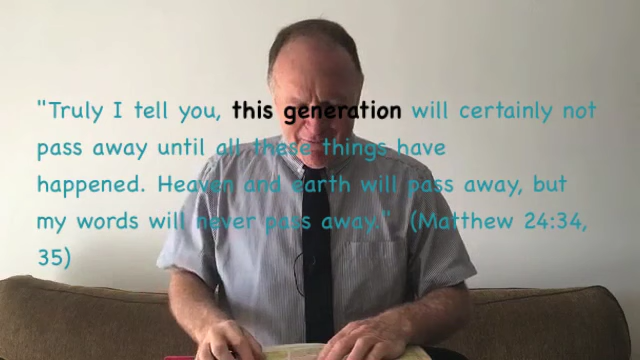 "Truly I tell you, this generation will certainly not
pass away until all these things have
happened. Heaven and earth will pass away, but
my words will never pass away."  (Matthew 24:34,
35)